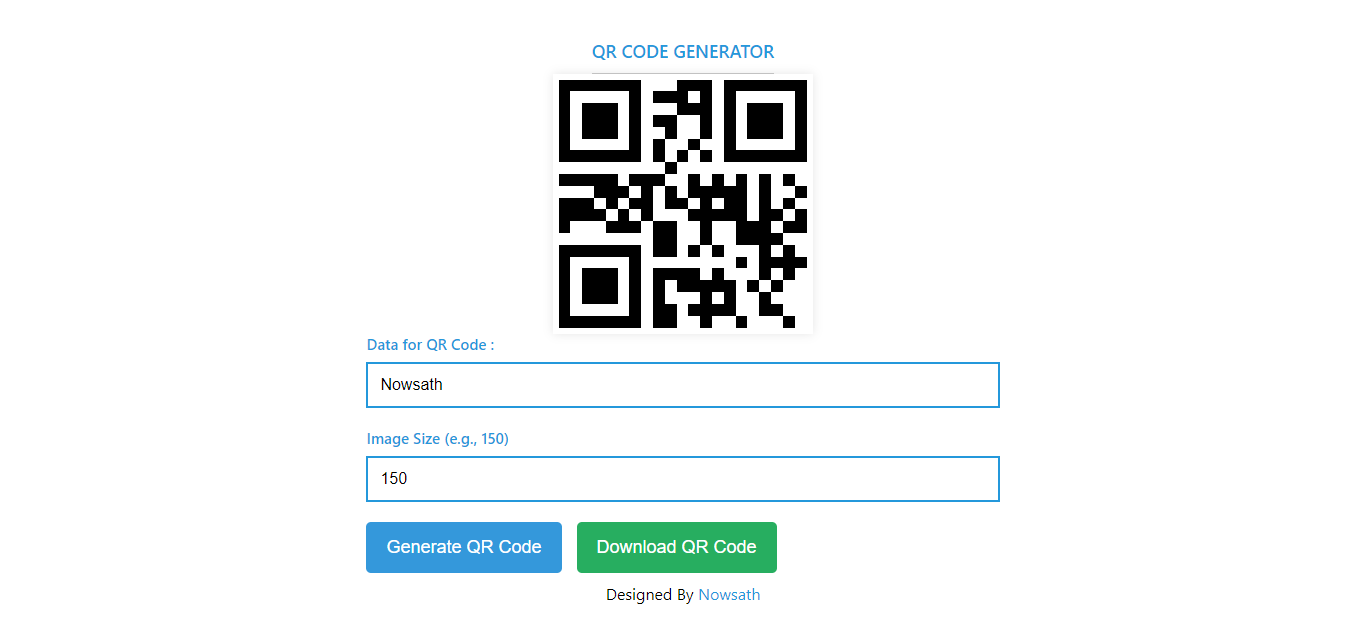 QR CODE GENERATOR
Data for QR Code :
Nowsath
Image Size (e.g., 150)
150
Generate QR Code
Download QR Code
Designed By Nowsath